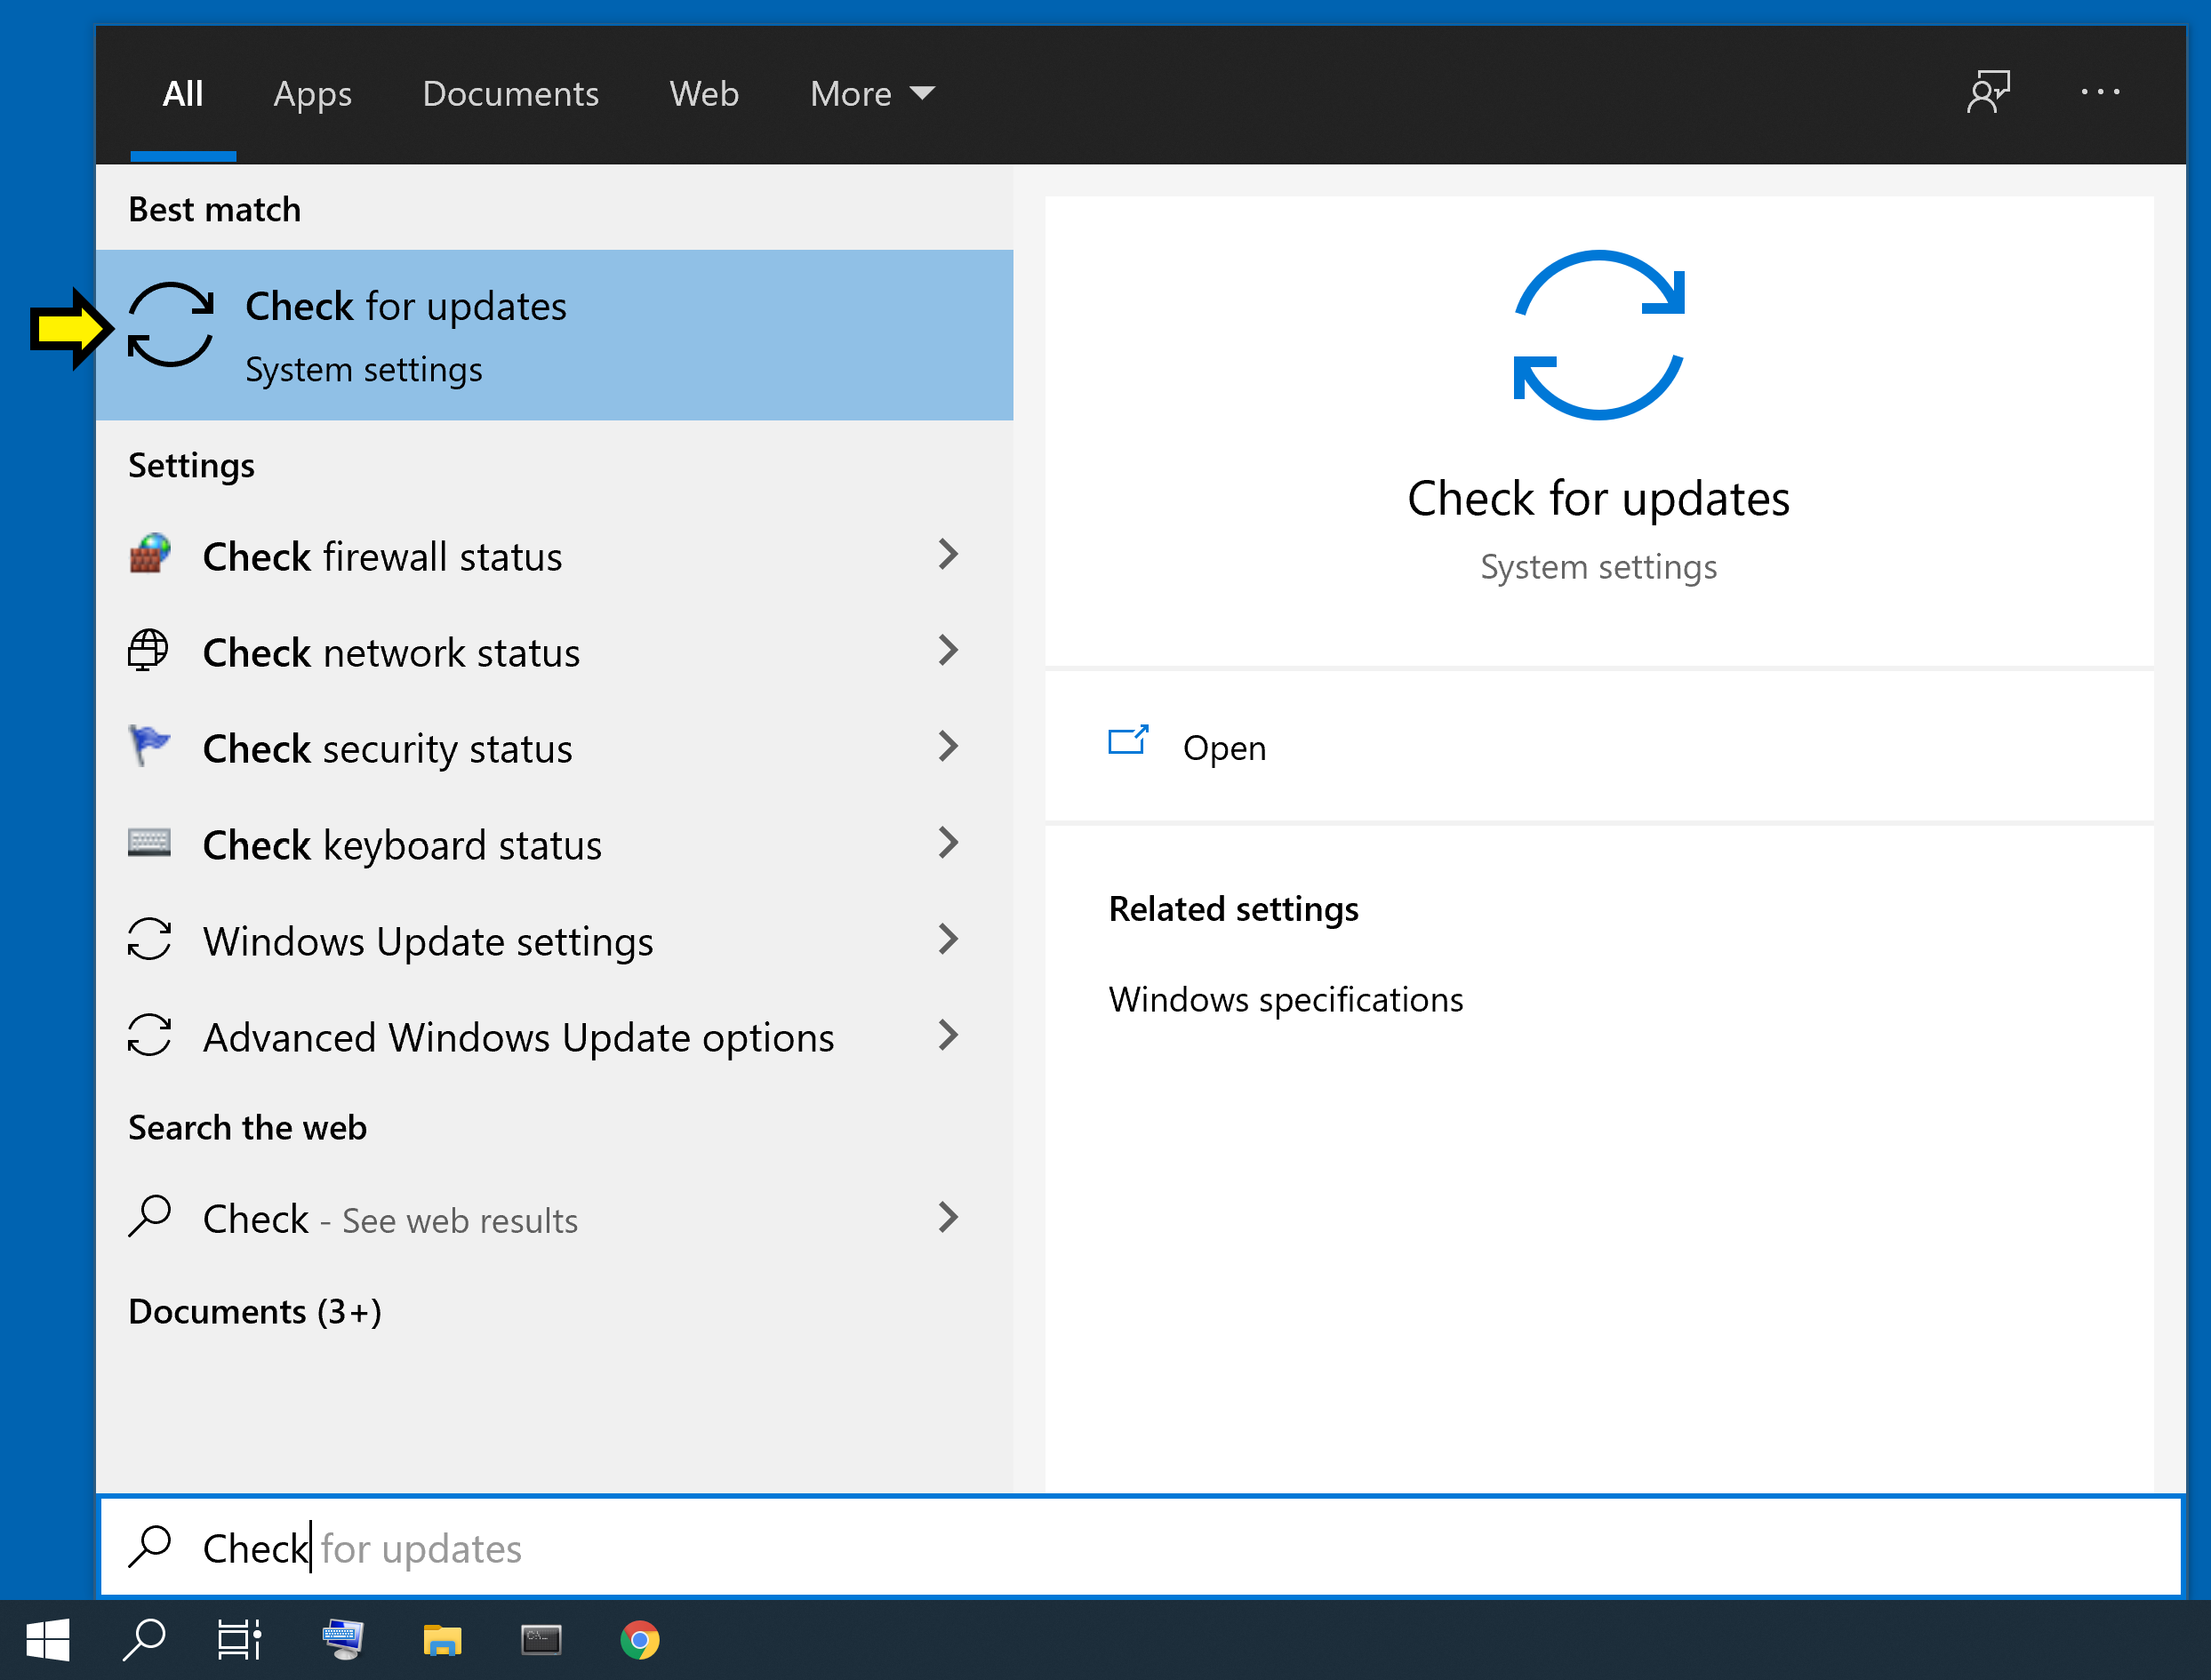 All Apps Documents Web More
Best match
Check for updates
System settings
Settings
Check firewall status
Check network status
Check security status
Check keyboard status
Windows Update settings
Advanced Windows Update options
Search the web
Check - See web results
Documents (3+)
Check for updates
System settings
Open
Related settings
Windows specifications
Check for updates